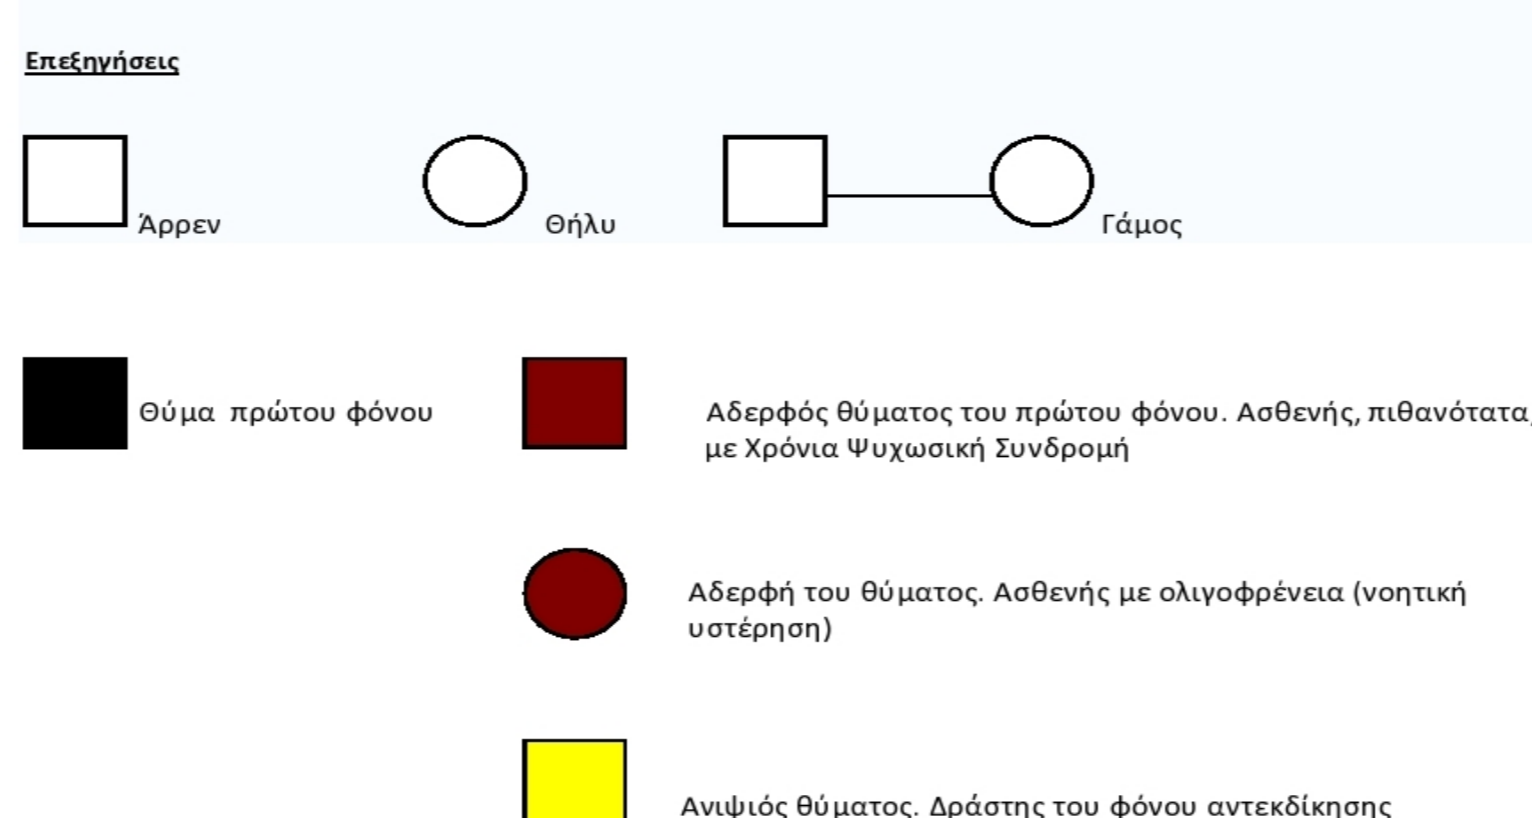 Επεξηγήσεις
Άρρεν
Θήλυ
Γάμος
Θύμα πρώτου φόνου
Αδερφός θύματος του πρώτου φόνου. Ασθενής, πιθανότατα,
με Χρόνια Ψυχωσική Συνδρομή
Αδερφή του θύματος. Ασθενής με ολιγοφρένεια (νοητική
υστέρηση)
Ανιψιός θύματος. Δράστης του φόνου αντεκδίκησης